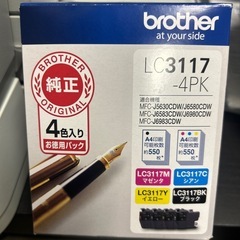 brother
at your side
BROTHER
純正
ORIGINAL
4色入り
お徳用パック
LC3117
-4PK
適合機種
MFC-J5630CDW/J6580CDW
MFC-J6583CDW/J6980CDW
MFC-J6983CDW
A4印刷
可能枚数
約550枚
A4印刷
可能枚数
約550枚
LC3117M
マゼンタ
LC3117C
シアン
LC3117Y
イエロー
LC3117BK
ブラック